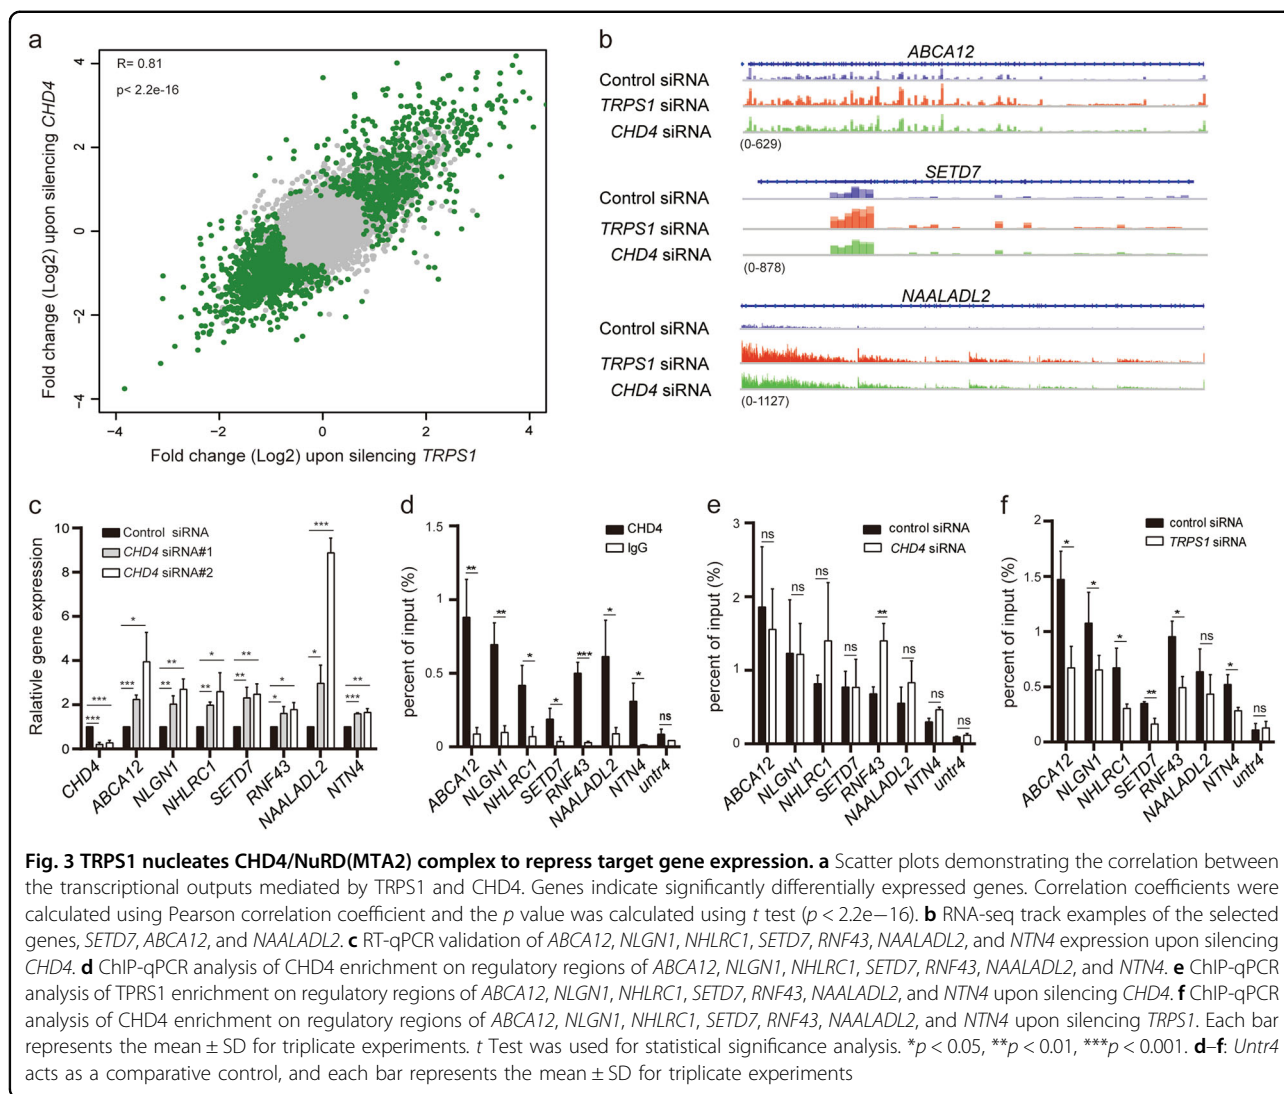 a
R= 0.81
p< 2.2e-16
Fold change (Log2) upon silencing CHD4
4
2
0
−2
−4
−4 −2 0 2 4
Fold change (Log2) upon silencing TRPS1
b
ABCA12
Control siRNA
TRPS1 siRNA
CHD4 siRNA
(0-629)
SETD7
Control siRNA
TRPS1 siRNA
CHD4 siRNA
(0-878)
NAALADL2
Control siRNA
TRPS1 siRNA
CHD4 siRNA
(0-1127)
c
Ralative gene expression
10
8
6
4
2
0
Control siRNA
CHD4 siRNA#1
CHD4 siRNA#2
*** *** *** * ** ** ** * ** ** * * * *** *** **
CHD4 ABCA12 NLGN1 NHLRC1 SETD7 RNF43 NAALADL2 NTN4
d
percent of input (%)
1.5
1
0.5
0
CHD4
IgG
** ** * * *** * * ns
ABCA12 NLGN1 NHLRC1 SETD7 RNF43 NAALADL2 NTN4 untr4
e
percent of input (%)
3
2
1
0
control siRNA
CHD4 siRNA
ns ns ns ns ** ns ns ns
ABCA12 NLGN1 NHLRC1 SETD7 RNF43 NAALADL2 NTN4 untr4
f
percent of input (%)
2
1.5
1
0.5
0
control siRNA
TRPS1 siRNA
* * * ** * ns * ns
ABCA12 NLGN1 NHLRC1 SETD7 RNF43 NAALADL2 NTN4 untr4
Fig. 3 TRPS1 nucleates CHD4/NuRD(MTA2) complex to repress target gene expression. a Scatter plots demonstrating the correlation between
the transcriptional outputs mediated by TRPS1 and CHD4. Genes indicate significantly differentially expressed genes. Correlation coefficients were
calculated using Pearson correlation coefficient and the p value was calculated using t test (p < 2.2e−16). b RNA-seq track examples of the selected
genes, SETD7, ABCA12, and NAALADL2. c RT-qPCR validation of ABCA12, NLGN1, NHLRC1, SETD7, RNF43, NAALADL2, and NTN4 expression upon silencing
CHD4. d ChIP-qPCR analysis of CHD4 enrichment on regulatory regions of ABCA12, NLGN1, NHLRC1, SETD7, RNF43, NAALADL2, and NTN4. e ChIP-qPCR
analysis of TPRS1 enrichment on regulatory regions of ABCA12, NLGN1, NHLRC1, SETD7, RNF43, NAALADL2, and NTN4 upon silencing CHD4. f ChIP-qPCR
analysis of CHD4 enrichment on regulatory regions of ABCA12, NLGN1, NHLRC1, SETD7, RNF43, NAALADL2, and NTN4 upon silencing TRPS1. Each bar
represents the mean ± SD for triplicate experiments. t Test was used for statistical significance analysis. *p < 0.05, **p < 0.01, ***p < 0.001. d–f: Untr4
acts as a comparative control, and each bar represents the mean ± SD for triplicate experiments